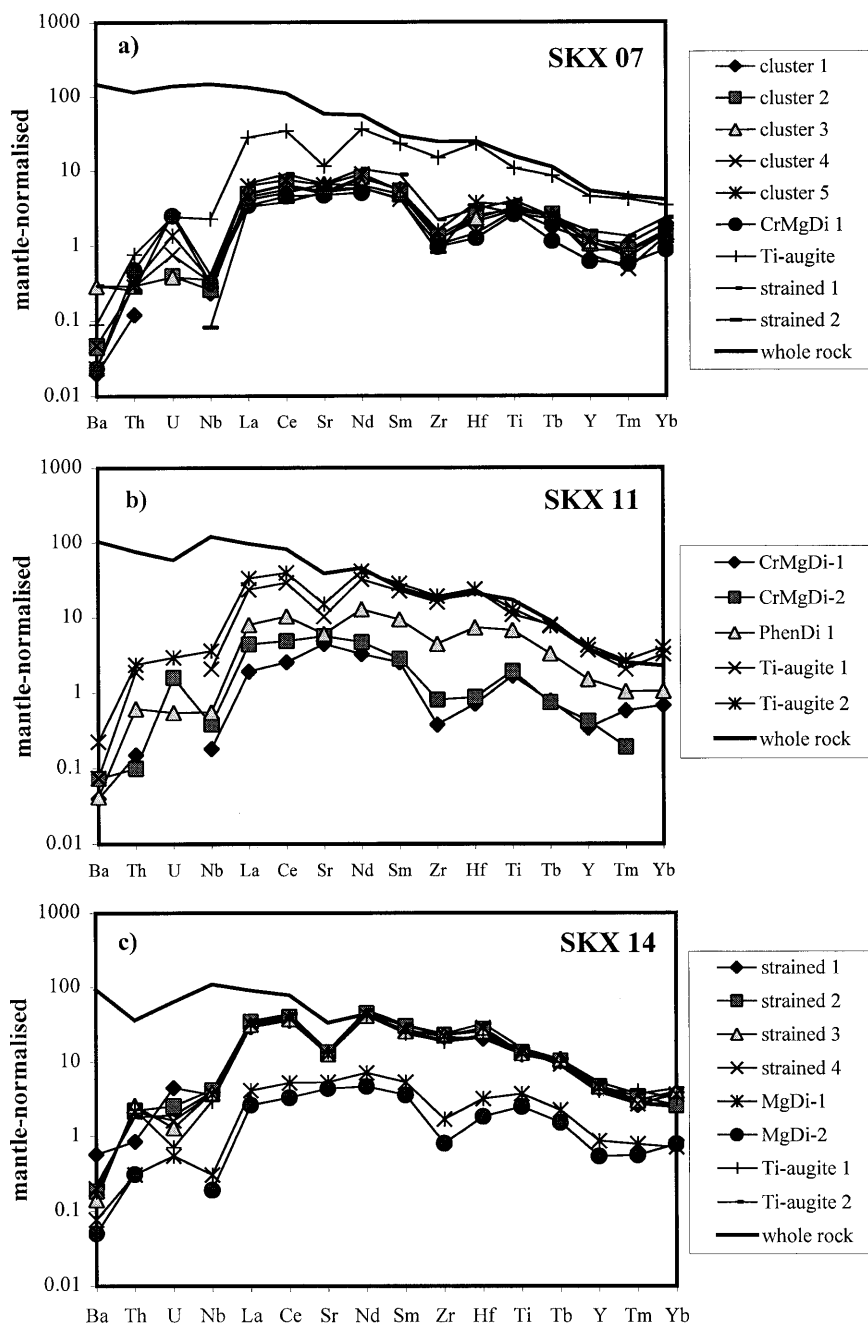 a)
SKX 07
mantle-normalised
1000
100
10
1
0.1
0.01
Ba Th U Nb La Ce Sr Nd Sm Zr Hf Ti Tb Y Tm Yb
cluster 1
cluster 2
cluster 3
cluster 4
cluster 5
CrMgDi 1
Ti-augite
strained 1
strained 2
whole rock
b)
SKX 11
mantle-normalised
1000
100
10
1
0.1
0.01
Ba Th U Nb La Ce Sr Nd Sm Zr Hf Ti Tb Y Tm Yb
CrMgDi-1
CrMgDi-2
PhenDi 1
Ti-augite 1
Ti-augite 2
whole rock
c)
SKX 14
mantle-normalised
1000
100
10
1
0.1
0.01
Ba Th U Nb La Ce Sr Nd Sm Zr Hf Ti Tb Y Tm Yb
strained 1
strained 2
strained 3
strained 4
MgDi-1
MgDi-2
Ti-augite 1
Ti-augite 2
whole rock